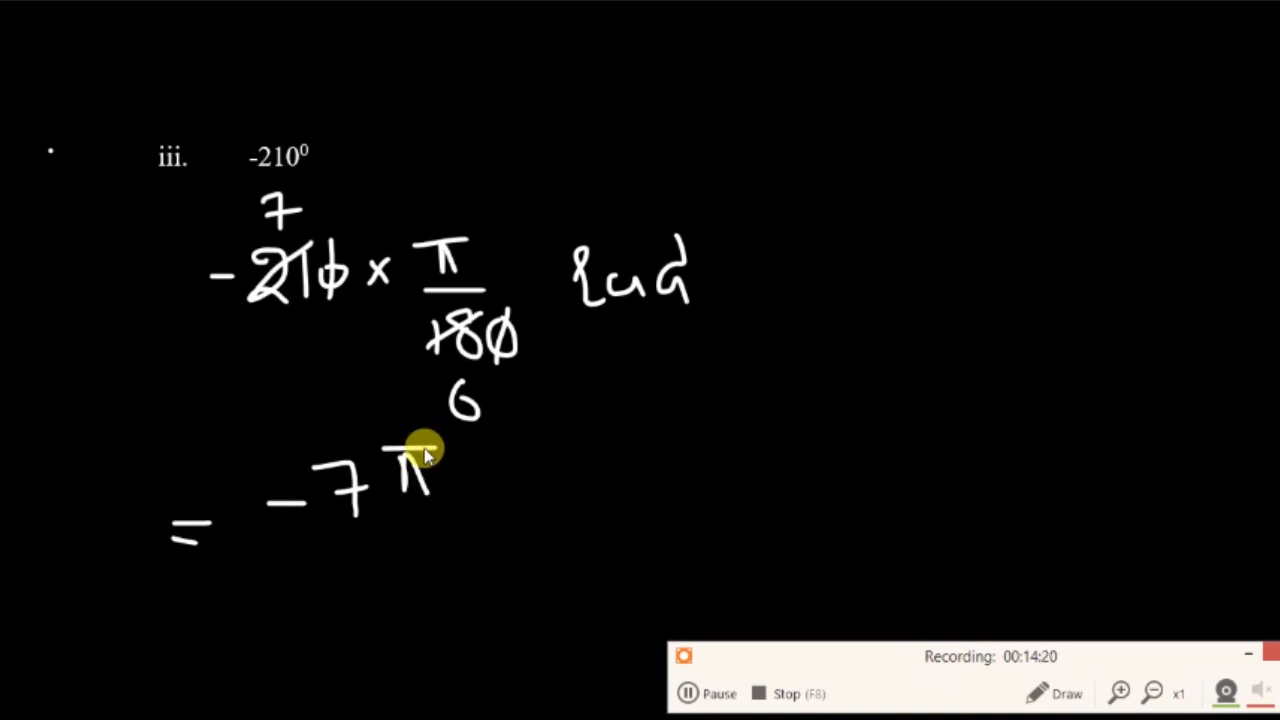 iii. -210⁰
7
-210 × π/180 rad
6
= -7π
Recording: 00:14:20
Pause Stop (F8) Draw x1